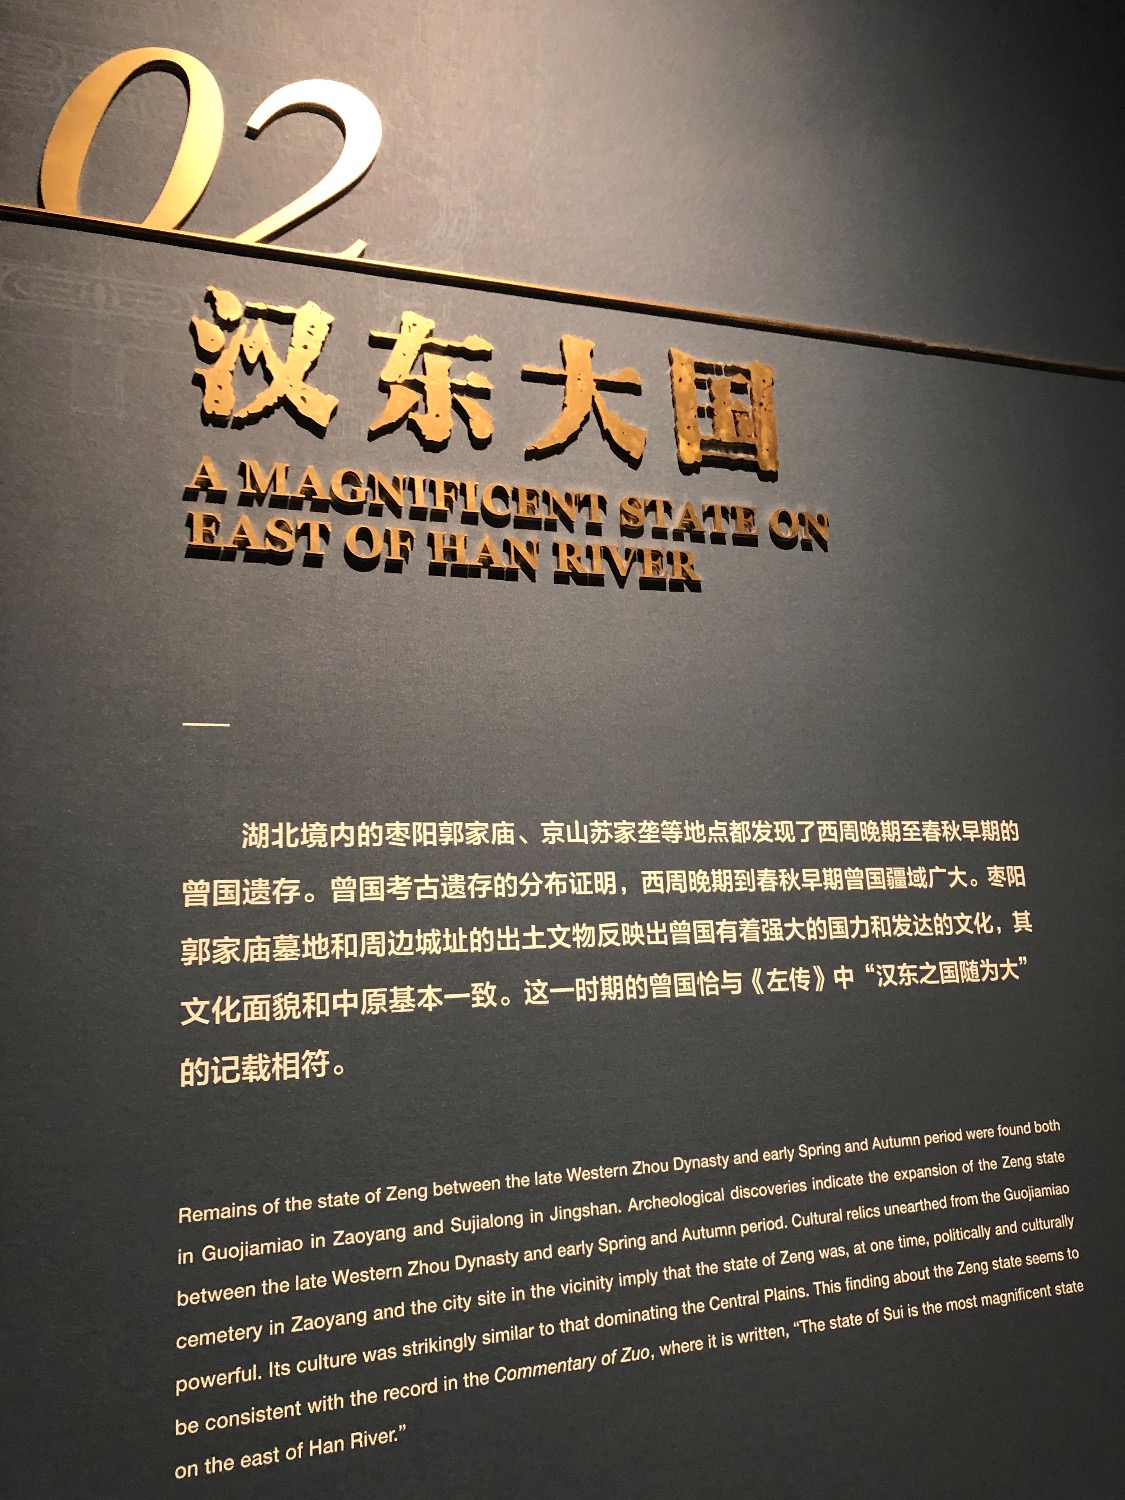 02
汉东大国
A MAGNIFICENT STATE ON
EAST OF HAN RIVER
湖北境内的枣阳郭家庙、京山苏家垄等地点都发现了西周晚期至春秋早期的
曾国遗存。曾国考古遗存的分布证明，西周晚期到春秋早期曾国疆域广大。枣阳
郭家庙墓地和周边城址的出土文物反映出曾国有着强大的国力和发达的文化，其
文化面貌和中原基本一致。这一时期的曾国恰与《左传》中“汉东之国随为大”
的记载相符。
Remains of the state of Zeng between the late Western Zhou Dynasty and early Spring and Autumn period were found both
in Guojiamiao in Zaoyang and Sujialong in Jingshan. Archeological discoveries indicate the expansion of the Zeng state
between the late Western Zhou Dynasty and early Spring and Autumn period. Cultural relics unearthed from the Guojiamiao
cemetery in Zaoyang and the city site in the vicinity imply that the state of Zeng was, at one time, politically and culturally
powerful. Its culture was strikingly similar to that dominating the Central Plains. This finding about the Zeng state seems to
be consistent with the record in the Commentary of Zuo, where it is written, “The state of Sui is the most magnificent state
on the east of Han River.”